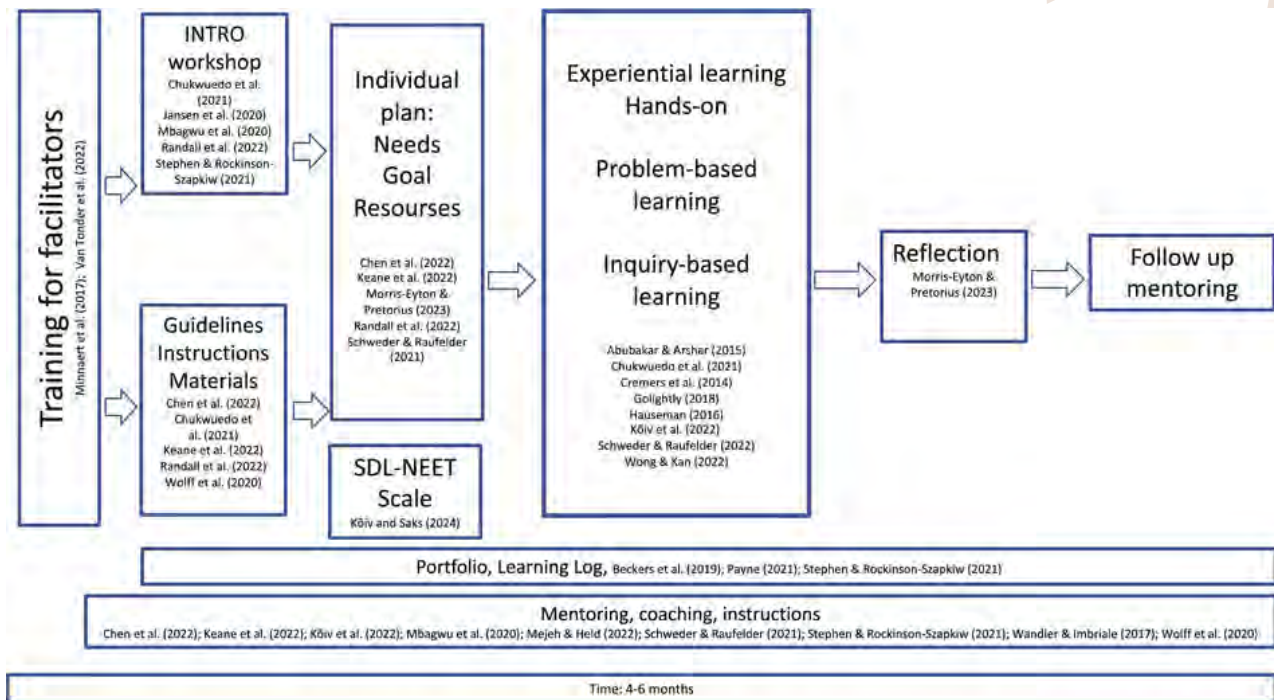 Training for facilitators
Minnaert et al. (2017); Van Tonder et al. (2022)
INTRO
workshop
Chukwuedo et al.
(2021)
Jansen et al. (2020)
Mbagwu et al. (2020)
Randall et al. (2022)
Stephen & Rockinson-
Szapkiw (2021)
Guidelines
Instructions
Materials
Chen et al. (2022)
Chukwuedo et
al. (2021)
Keane et al. (2022)
Randall et al. (2022)
Wolff et al. (2020)
Individual
plan:
Needs
Goal
Resourses
Chen et al. (2022)
Keane et al. (2022)
Morris-Eyton &
Pretorius (2023)
Randall et al. (2022)
Schweder & Raufelder
(2021)
SDL-NEET
Scale
Kõiv and Saks (2024)
Experiential learning
Hands-on
Problem-based
learning
Inquiry-based
learning
Abubakar & Arshar (2015)
Chukwuedo et al. (2021)
Cremers et al. (2014)
Golightly (2018)
Hauseman (2016)
Kõiv et al. (2022)
Schweder & Raufelder (2022)
Wong & Kan (2022)
Reflection
Morris-Eyton &
Pretorius (2023)
Follow up
mentoring
Portfolio, Learning Log, Beckers et al. (2019); Payne (2021); Stephen & Rockinson-Szapkiw (2021)
Mentoring, coaching, instructions
Chen et al. (2022); Keane et al. (2022); Kõiv et al. (2022); Mbagwu et al. (2020); Mejeh & Held (2022); Schweder & Raufelder (2021); Stephen & Rockinson-Szapkiw (2021); Wandler & Imbriale (2017); Wolff et al. (2020)
Time: 4-6 months